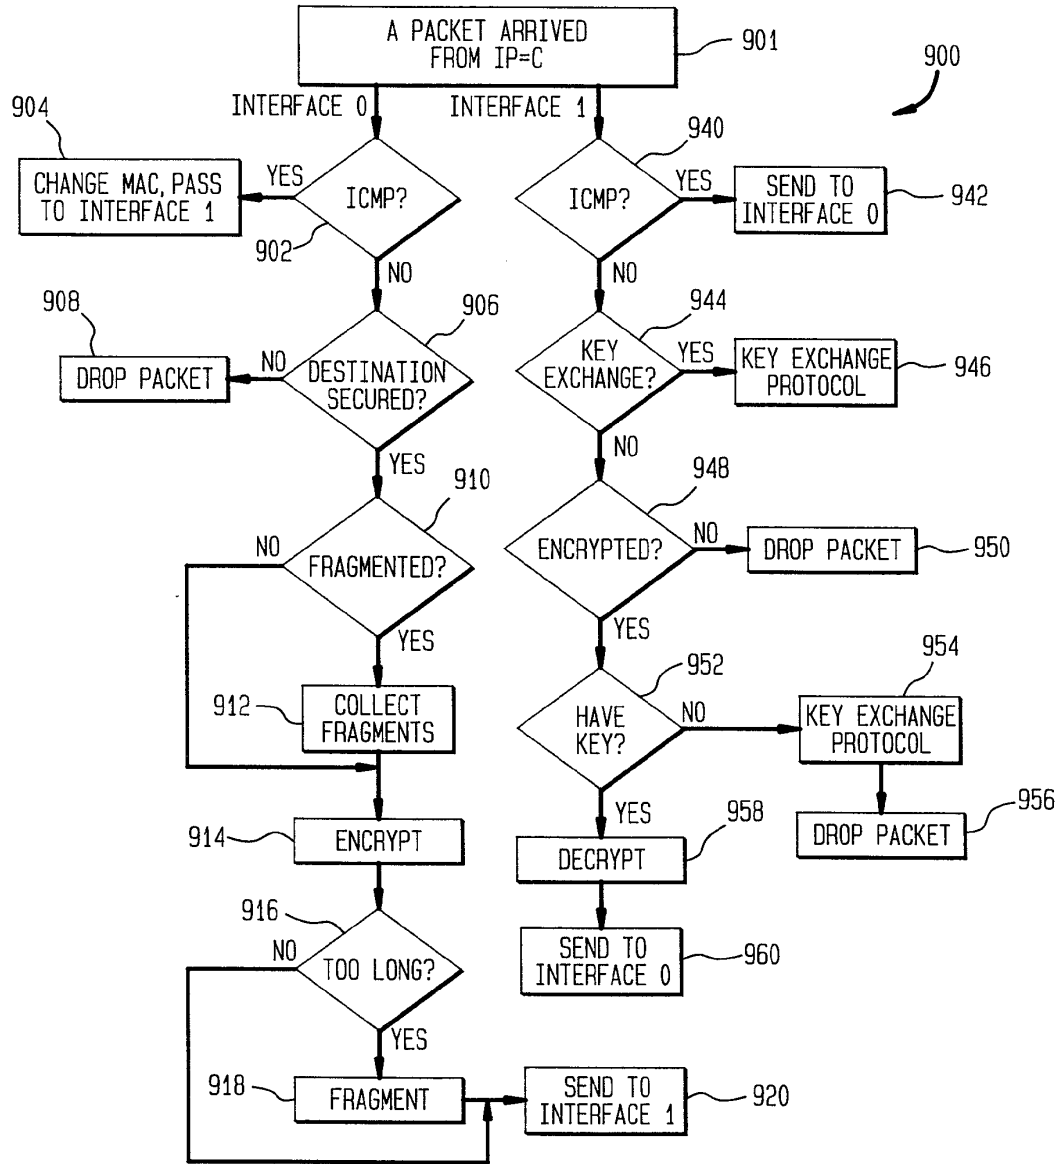 A PACKET ARRIVED
FROM IP=C
901
900
INTERFACE 0
INTERFACE 1
904
CHANGE MAC, PASS
TO INTERFACE 1
YES
ICMP?
902
NO
940
ICMP?
YES
SEND TO
INTERFACE 0
942
NO
908
DROP PACKET
NO
906
DESTINATION
SECURED?
YES
944
KEY
EXCHANGE?
YES
KEY EXCHANGE
PROTOCOL
946
NO
910
NO
FRAGMENTED?
YES
948
ENCRYPTED?
NO
DROP PACKET
950
YES
912
COLLECT
FRAGMENTS
952
HAVE
KEY?
NO
954
KEY EXCHANGE
PROTOCOL
956
DROP PACKET
YES
914
ENCRYPT
958
DECRYPT
916
NO
TOO LONG?
YES
SEND TO
INTERFACE 0
960
918
FRAGMENT
SEND TO
INTERFACE 1
920